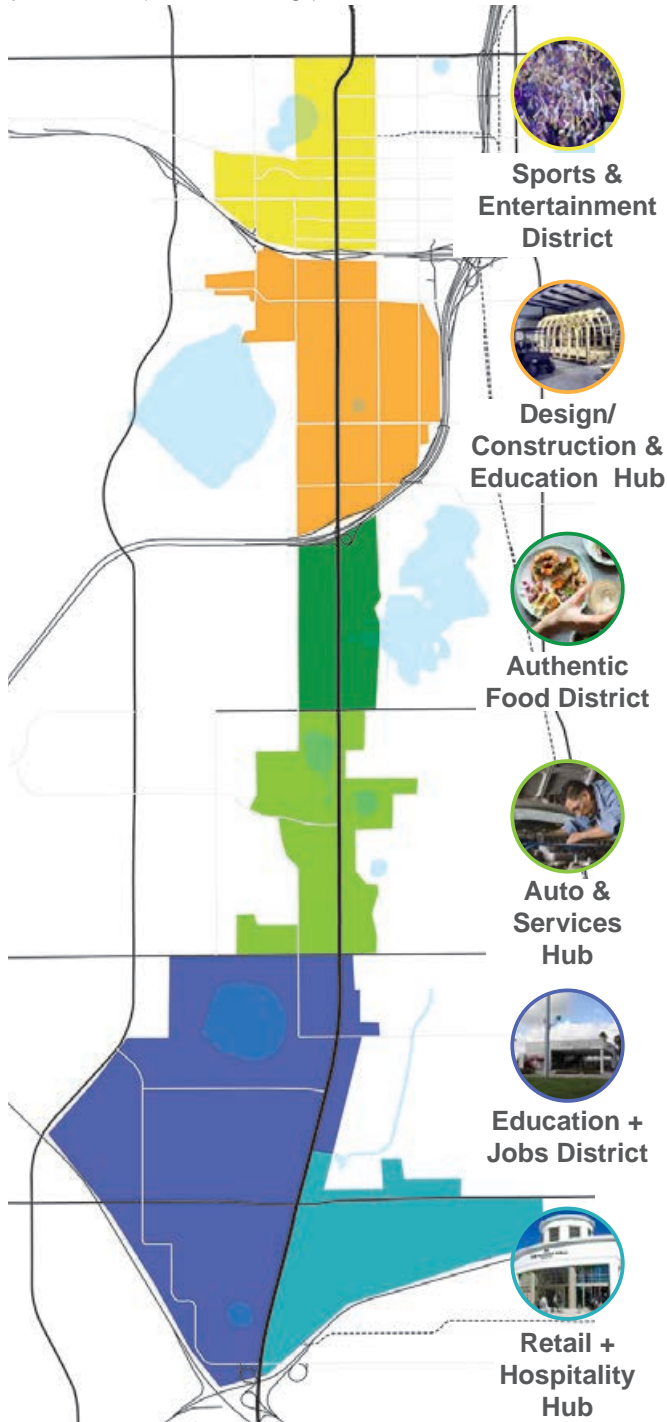 Sports &
Entertainment
District
Design/
Construction &
Education Hub
Authentic
Food District
Auto &
Services
Hub
Education +
Jobs District
Retail +
Hospitality
Hub